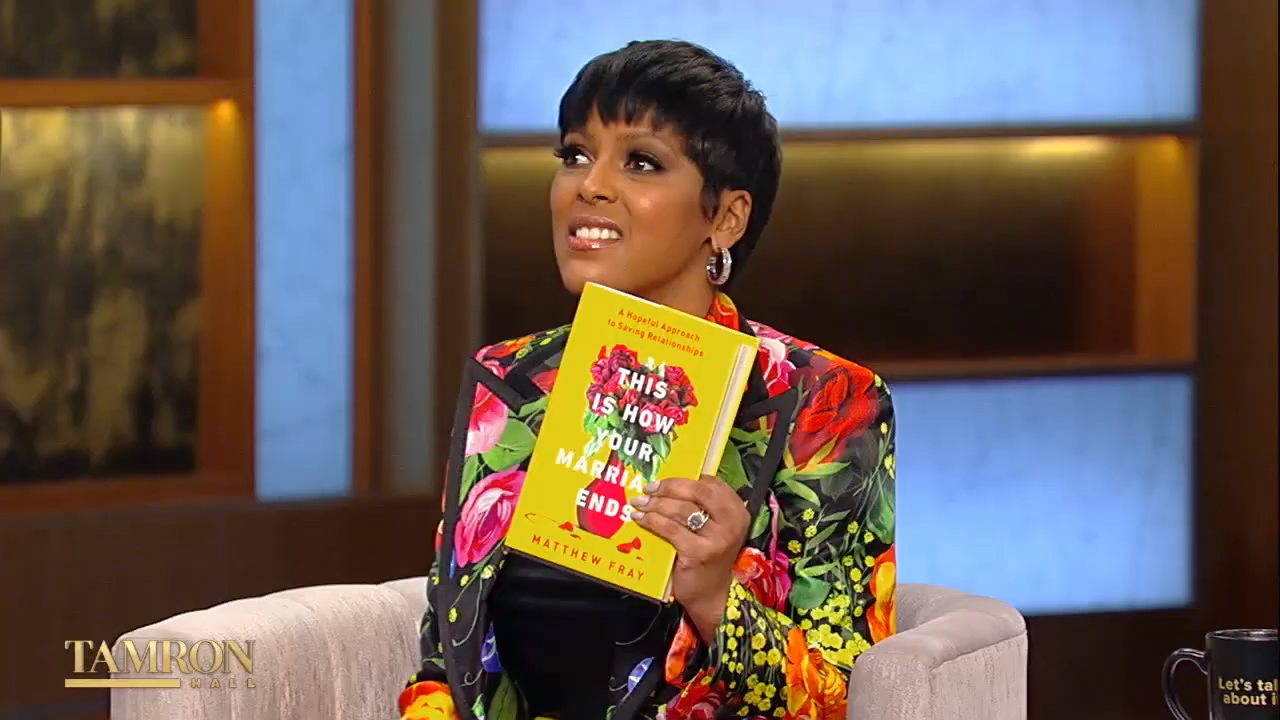 A Hopeful Approach
to Saving Relationships
THIS
IS HOW
YOUR
MARRIA
ENDS
MATTHEW FRAY
TAMRON
HALL
Let's tal
about i